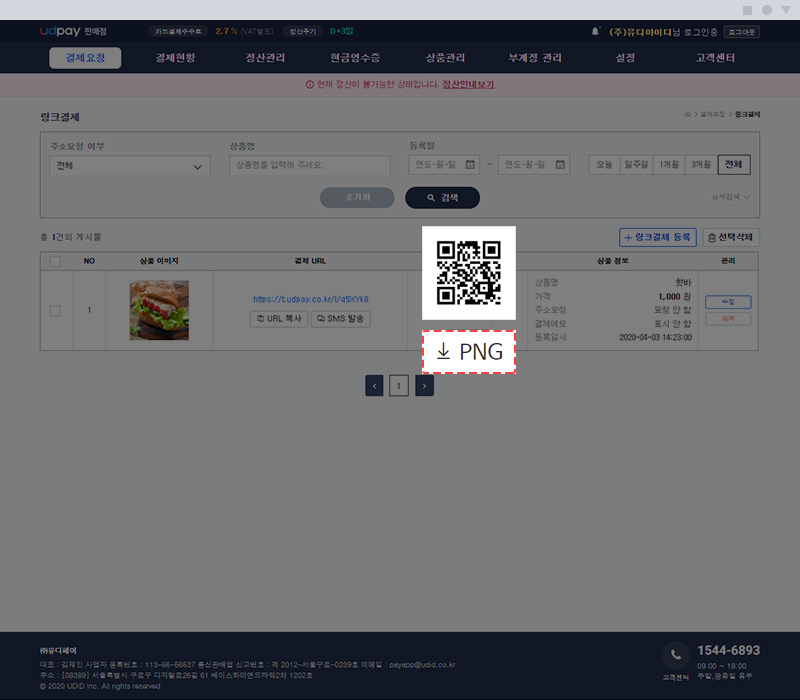 udpay 판매점 카드결제수수료 2.7 % (VAT별도) 정산주기 D+3일 (주)유디아이디님 로그인중 로그아웃
결제요청 결제현황 정산관리 현금영수증 상품관리 부계정 관리 설정 고객센터
현재 정산이 불가능한 상태입니다. 정산안내보기
링크결제 > 결제요청 > 링크결제
주소요청 여부 상품명 등록일
전체 상품명을 입력해 주세요. 연도-월-일 ~ 연도-월-일 오늘 일주일 1개월 3개월 전체
초기화 검색 상세검색
총 1건의 게시물 링크결제 등록 선택삭제
NO 상품 이미지 결제 URL 상품 정보 관리
1 https://t.udpay.co.kr/l/q5XYk8
URL 복사 SMS 발송
상품명 핫바
가격 1,000 원
주소요청 요청 안 함
결제메모 표시 안 함
등록일시 2020-04-03 14:23:00
수정
삭제
PNG
1
㈜유디페이
대표 : 김재인 사업자 등록번호 : 113-86-56537 통신판매업 신고번호 : 제 2012-서울구로-0239호 이메일 : payapp@udid.co.kr
주소 : [08389] 서울특별시 구로구 디지털로26길 61 에이스하이엔드타워2차 1202호
© 2020 UDID Inc. All rights reserved.
고객센터
1544-6893
09:00 ~ 18:00
주말,공휴일 휴무